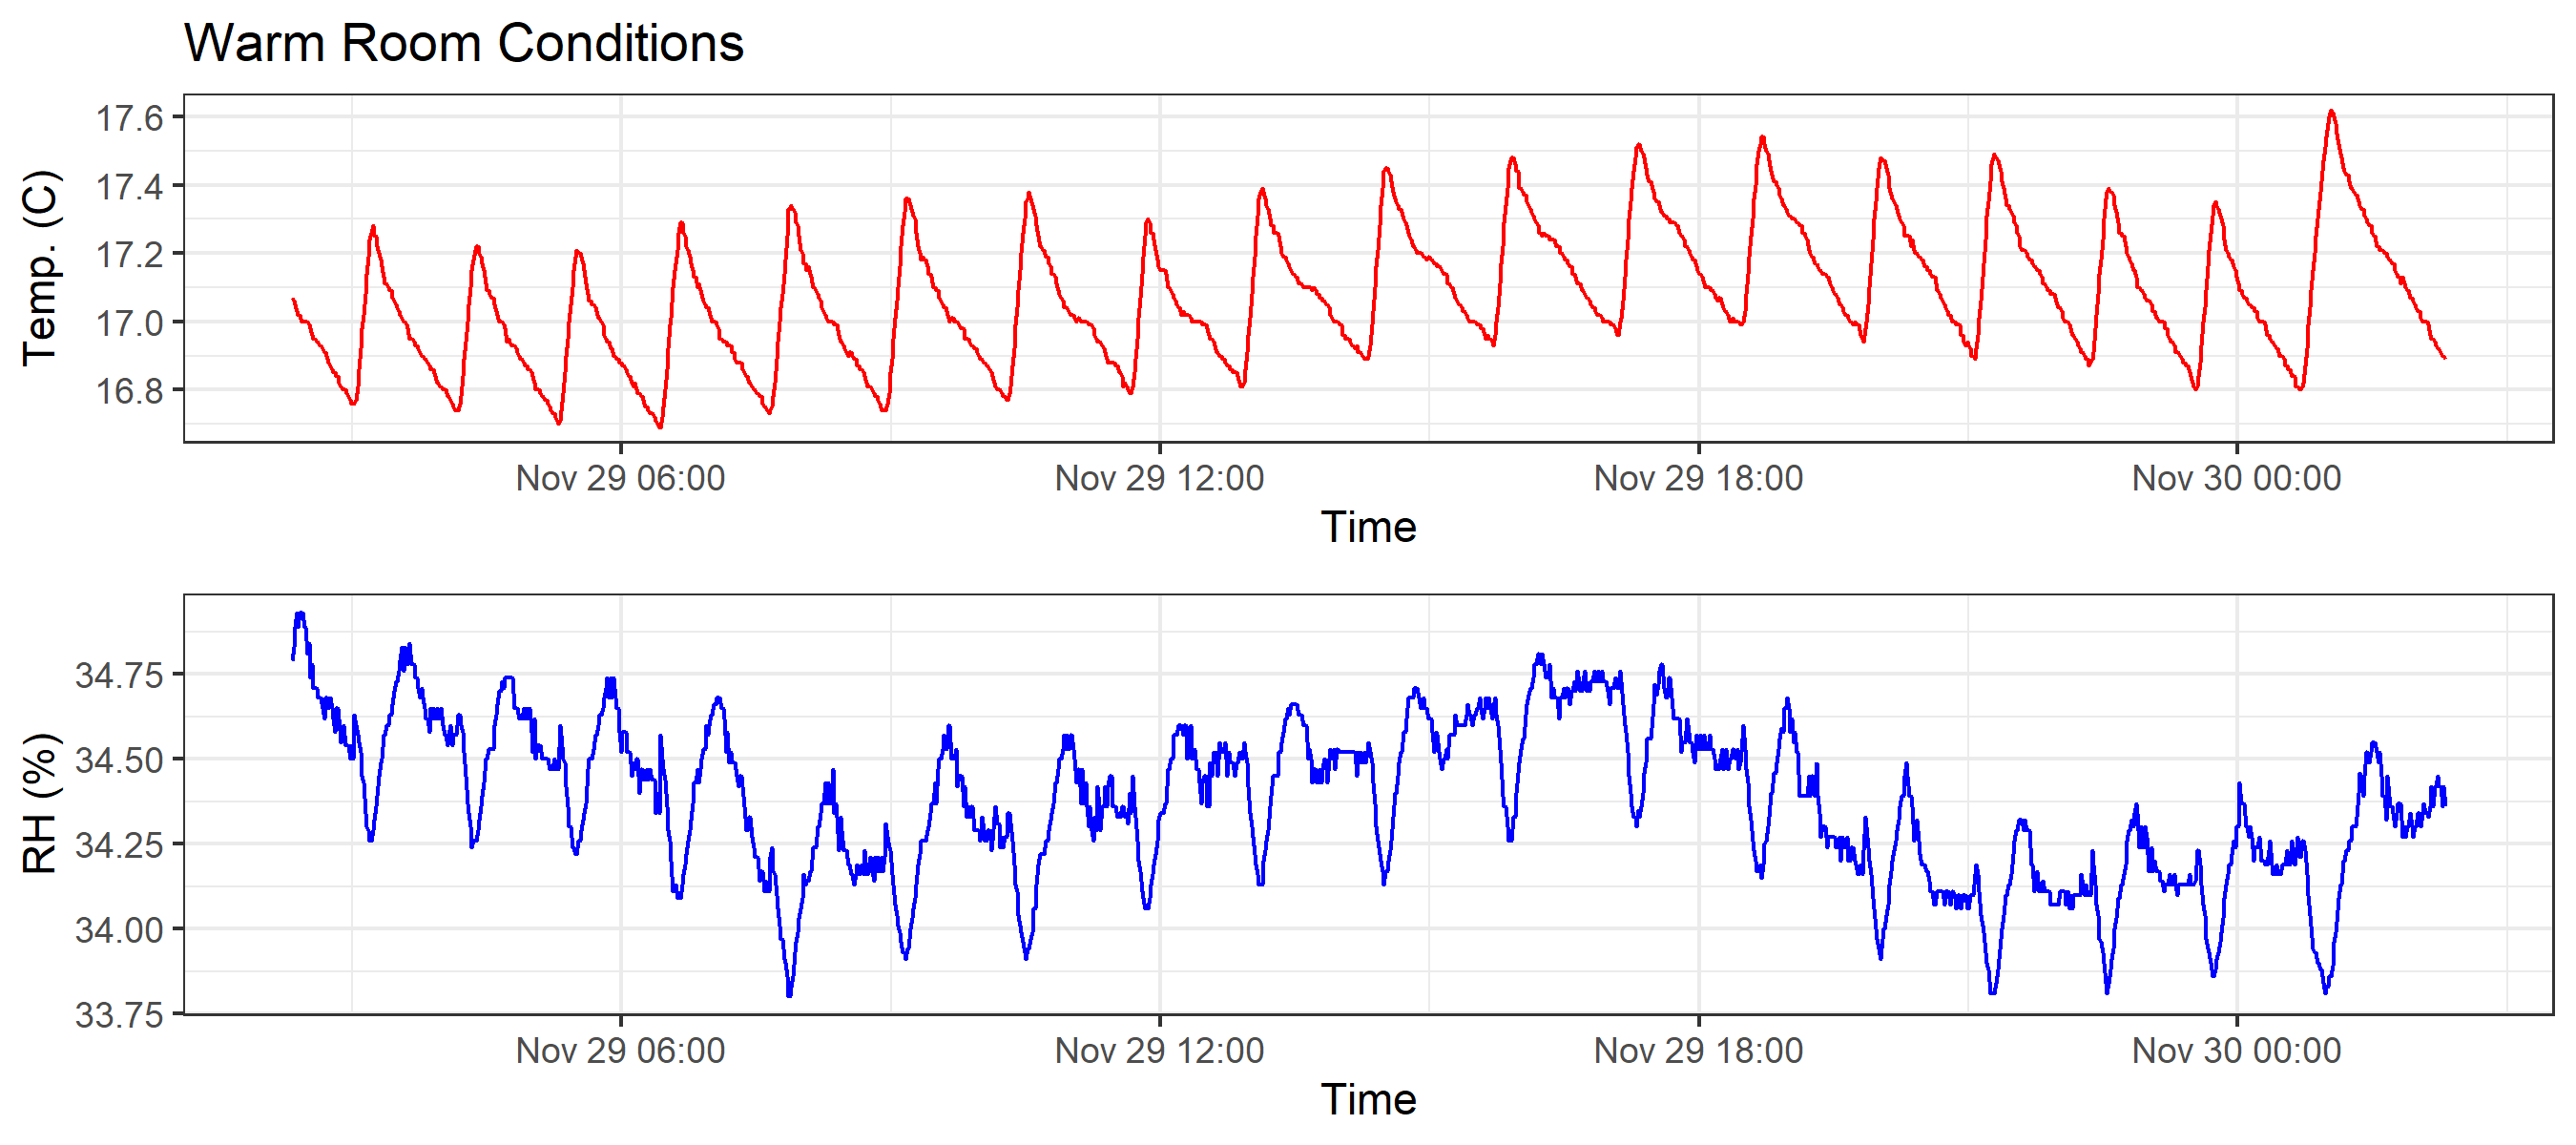 Warm Room Conditions
Temp. (C)
17.6
17.4
17.2
17.0
16.8
Nov 29 06:00 Nov 29 12:00 Nov 29 18:00 Nov 30 00:00
Time
RH (%)
34.75
34.50
34.25
34.00
33.75
Nov 29 06:00 Nov 29 12:00 Nov 29 18:00 Nov 30 00:00
Time